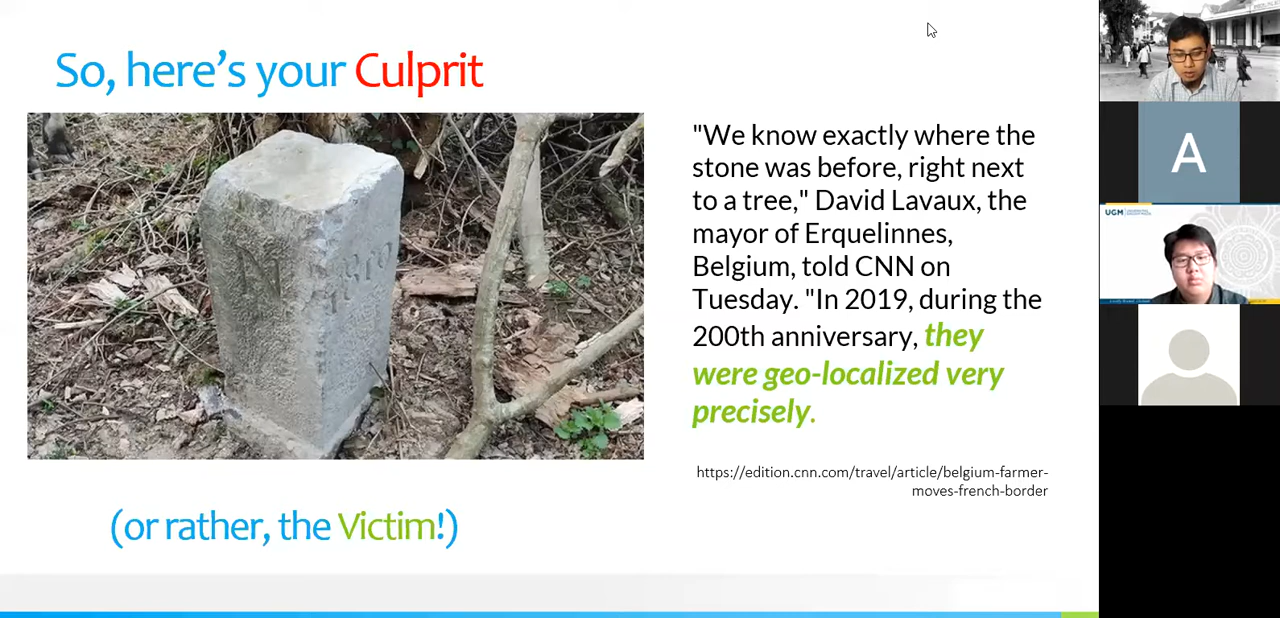 So, here's your Culprit
"We know exactly where the
stone was before, right next
to a tree," David Lavaux, the
mayor of Erquelinnes,
Belgium, told CNN on
Tuesday. "In 2019, during the
200th anniversary, they
were geo-localized very
precisely.
https://edition.cnn.com/travel/article/belgium-farmer-
moves-french-border
(or rather, the Victim!)
A
UGM